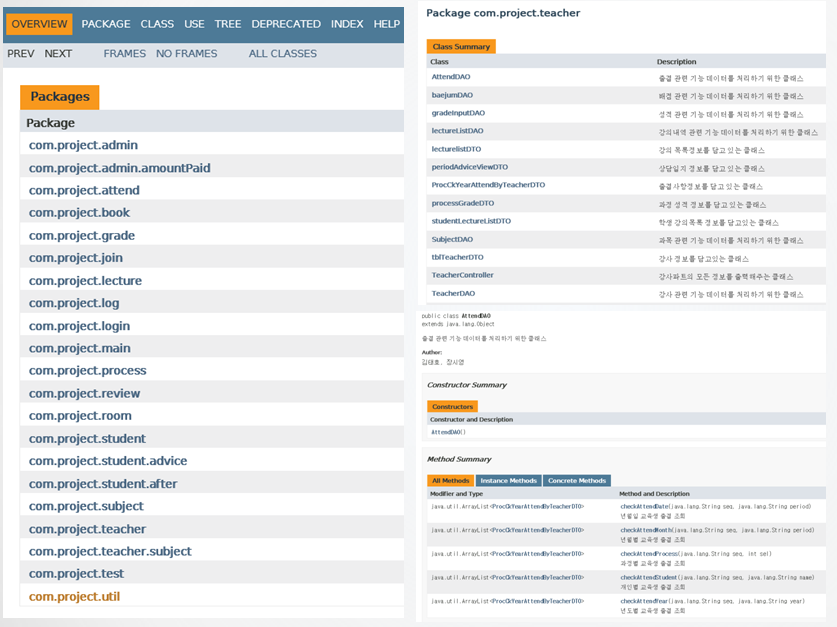 OVERVIEW PACKAGE CLASS USE TREE DEPRECATED INDEX HELP
PREV NEXT FRAMES NO FRAMES ALL CLASSES
Packages
Package
com.project.admin
com.project.admin.amountPaid
com.project.attend
com.project.book
com.project.grade
com.project.join
com.project.lecture
com.project.log
com.project.login
com.project.main
com.project.process
com.project.review
com.project.room
com.project.student
com.project.student.advice
com.project.student.after
com.project.subject
com.project.teacher
com.project.teacher.subject
com.project.test
com.project.util
Package com.project.teacher
Class Summary
Class Description
AttendDAO 출결 관련 기능 데이터를 처리하기 위한 클래스
baejumDAO 배점 관련 기능 데이터를 처리하기 위한 클래스
gradeInputDAO 성적 관련 기능 데이터를 처리하기 위한 클래스
lectureListDAO 강의내역 관련 기능 데이터를 처리하기 위한 클래스
lecturelistDTO 강의 목록정보를 담고 있는 클래스
periodAdviceViewDTO 상담일지 정보를 담고 있는 클래스
ProcCkYearAttendByTeacherDTO 출결사항정보를 담고 있는 클래스
processGradeDTO 과정 성적 정보를 담고 있는 클래스
studentLectureListDTO 학생 강의목록 정보를 담고 있는 클래스
SubjectDAO 과목 관련 기능 데이터를 처리하기 위한 클래스
tblTeacherDTO 강사 정보를 담고있는 클래스
TeacherController 강사파트의 모든 정보를 출력해주는 클래스
TeacherDAO 강사 관련 기능 데이터를 처리하기 위한 클래스
public class AttendDAO
extends java.lang.Object
출결 관련 기능 데이터를 처리하기 위한 클래스
Author:
김태호, 장시영
Constructor Summary
Constructors
Constructor and Description
AttendDAO()
Method Summary
All Methods Instance Methods Concrete Methods
Modifier and Type Method and Description
java.util.ArrayList<ProcCkYearAttendByTeacherDTO> checkAttendDate(java.lang.String seq, java.lang.String period)
년월일 교육생 출결 조회
java.util.ArrayList<ProcCkYearAttendByTeacherDTO> checkAttendMonth(java.lang.String seq, java.lang.String period)
년월별 교육생 출결 조회
java.util.ArrayList<ProcCkYearAttendByTeacherDTO> checkAttendProcess(java.lang.String seq, int sel)
과정별 교육생 출결 조회
java.util.ArrayList<ProcCkYearAttendByTeacherDTO> checkAttendStudent(java.lang.String seq, java.lang.String name)
개인별 교육생 출결 조회
java.util.ArrayList<ProcCkYearAttendByTeacherDTO> checkAttendYear(java.lang.String seq, java.lang.String year)
년도별 교육생 출결 조회